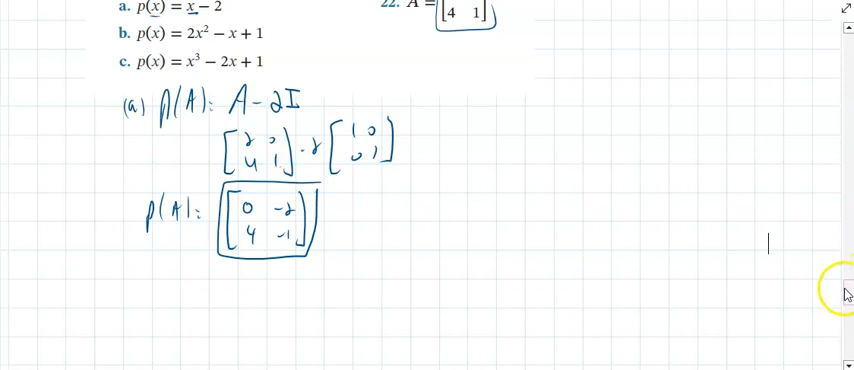 a. p(x) = x − 2
22. A =
[4 1]
b. p(x) = 2x² − x + 1
c. p(x) = x³ − 2x + 1
(a) p(A): A - 2I
[2 0
4 1] - 2 [1 0
0 1]
p(A): [0 -2
4 -1]